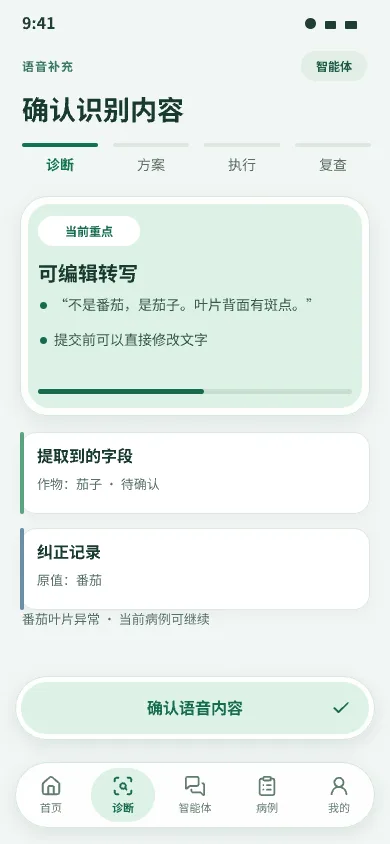 9:41
语音补充
智能体
确认识别内容
诊断
方案
执行
复查
当前重点
可编辑转写
“不是番茄，是茄子。叶片背面有斑点。”
提交前可以直接修改文字
提取到的字段
作物：茄子 · 待确认
纠正记录
原值：番茄
番茄叶片异常 · 当前病例可继续
确认语音内容
首页
诊断
智能体
病例
我的